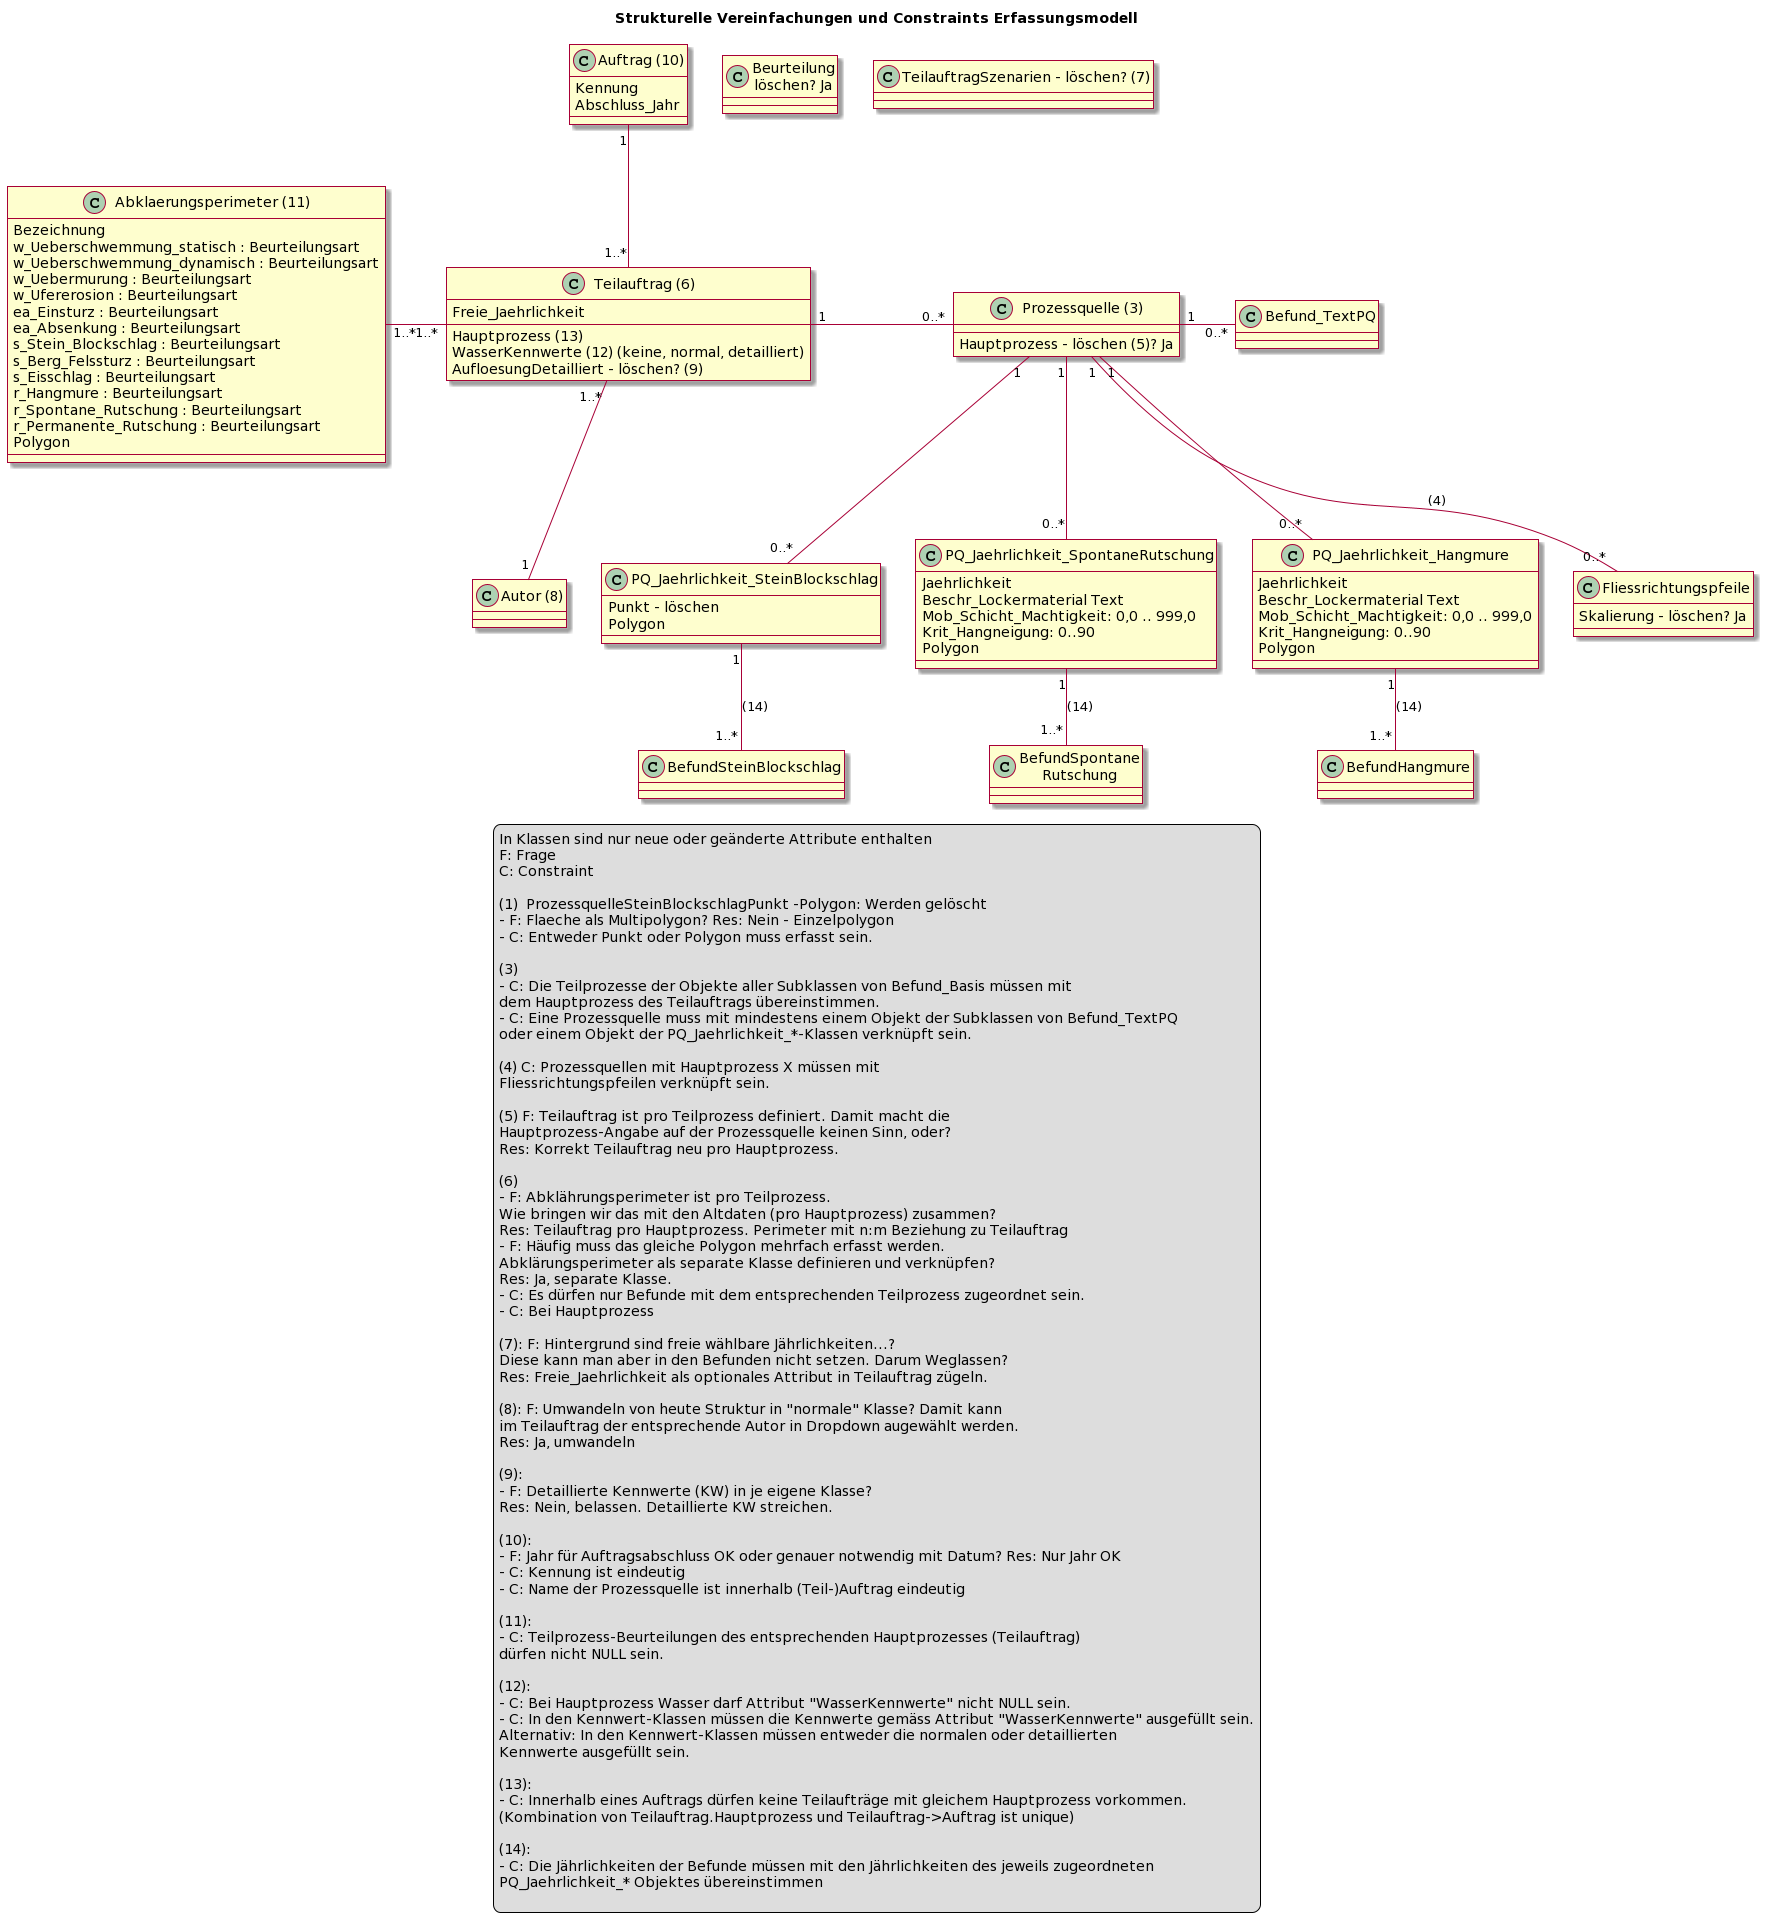 Strukturelle Vereinfachungen und Constraints Erfassungsmodell
C Auftrag (10)
Kennung
Abschluss_Jahr
C Beurteilung
löschen? Ja
C TeilauftragSzenarien - löschen? (7)
1
1..*
C Abklaerungsperimeter (11)
Bezeichnung
w_Ueberschwemmung_statisch : Beurteilungsart
w_Ueberschwemmung_dynamisch : Beurteilungsart
w_Uebermurung : Beurteilungsart
w_Ufererosion : Beurteilungsart
ea_Einsturz : Beurteilungsart
ea_Absenkung : Beurteilungsart
s_Stein_Blockschlag : Beurteilungsart
s_Berg_Felssturz : Beurteilungsart
s_Eisschlag : Beurteilungsart
r_Hangmure : Beurteilungsart
r_Spontane_Rutschung : Beurteilungsart
r_Permanente_Rutschung : Beurteilungsart
Polygon
1..*1..*
C Teilauftrag (6)
Freie_Jaehrlichkeit
Hauptprozess (13)
WasserKennwerte (12) (keine, normal, detailliert)
AufloesungDetailliert - löschen? (9)
1 0..*
C Prozessquelle (3)
Hauptprozess - löschen (5)? Ja
1 0..*
C Befund_TextPQ
1..*
1
1 1 1 1
(4)
0..* 0..* 0..* 0..*
C Autor (8)
C PQ_Jaehrlichkeit_SteinBlockschlag
Punkt - löschen
Polygon
C PQ_Jaehrlichkeit_SpontaneRutschung
Jaehrlichkeit
Beschr_Lockermaterial Text
Mob_Schicht_Machtigkeit: 0,0 .. 999,0
Krit_Hangneigung: 0..90
Polygon
C PQ_Jaehrlichkeit_Hangmure
Jaehrlichkeit
Beschr_Lockermaterial Text
Mob_Schicht_Machtigkeit: 0,0 .. 999,0
Krit_Hangneigung: 0..90
Polygon
C Fliessrichtungspfeile
Skalierung - löschen? Ja
1 1 1
(14) (14) (14)
1..* 1..* 1..*
C BefundSteinBlockschlag
C BefundSpontane
Rutschung
C BefundHangmure
In Klassen sind nur neue oder geänderte Attribute enthalten
F: Frage
C: Constraint
(1)  ProzessquelleSteinBlockschlagPunkt -Polygon: Werden gelöscht
- F: Flaeche als Multipolygon? Res: Nein - Einzelpolygon
- C: Entweder Punkt oder Polygon muss erfasst sein.
(3)
- C: Die Teilprozesse der Objekte aller Subklassen von Befund_Basis müssen mit
dem Hauptprozess des Teilauftrags übereinstimmen.
- C: Eine Prozessquelle muss mit mindestens einem Objekt der Subklassen von Befund_TextPQ
oder einem Objekt der PQ_Jaehrlichkeit_*-Klassen verknüpft sein.
(4) C: Prozessquellen mit Hauptprozess X müssen mit
Fliessrichtungspfeilen verknüpft sein.
(5) F: Teilauftrag ist pro Teilprozess definiert. Damit macht die
Hauptprozess-Angabe auf der Prozessquelle keinen Sinn, oder?
Res: Korrekt Teilauftrag neu pro Hauptprozess.
(6)
- F: Abklährungsperimeter ist pro Teilprozess.
Wie bringen wir das mit den Altdaten (pro Hauptprozess) zusammen?
Res: Teilauftrag pro Hauptprozess. Perimeter mit n:m Beziehung zu Teilauftrag
- F: Häufig muss das gleiche Polygon mehrfach erfasst werden.
Abklärungsperimeter als separate Klasse definieren und verknüpfen?
Res: Ja, separate Klasse.
- C: Es dürfen nur Befunde mit dem entsprechenden Teilprozess zugeordnet sein.
- C: Bei Hauptprozess
(7): F: Hintergrund sind freie wählbare Jährlichkeiten...?
Diese kann man aber in den Befunden nicht setzen. Darum Weglassen?
Res: Freie_Jaehrlichkeit als optionales Attribut in Teilauftrag zügeln.
(8): F: Umwandeln von heute Struktur in "normale" Klasse? Damit kann
im Teilauftrag der entsprechende Autor in Dropdown augewählt werden.
Res: Ja, umwandeln
(9):
- F: Detaillierte Kennwerte (KW) in je eigene Klasse?
Res: Nein, belassen. Detaillierte KW streichen.
(10):
- F: Jahr für Auftragsabschluss OK oder genauer notwendig mit Datum? Res: Nur Jahr OK
- C: Kennung ist eindeutig
- C: Name der Prozessquelle ist innerhalb (Teil-)Auftrag eindeutig
(11):
- C: Teilprozess-Beurteilungen des entsprechenden Hauptprozesses (Teilauftrag)
dürfen nicht NULL sein.
(12):
- C: Bei Hauptprozess Wasser darf Attribut "WasserKennwerte" nicht NULL sein.
- C: In den Kennwert-Klassen müssen die Kennwerte gemäss Attribut "WasserKennwerte" ausgefüllt sein.
Alternativ: In den Kennwert-Klassen müssen entweder die normalen oder detaillierten
Kennwerte ausgefüllt sein.
(13):
- C: Innerhalb eines Auftrags dürfen keine Teilaufträge mit gleichem Hauptprozess vorkommen.
(Kombination von Teilauftrag.Hauptprozess und Teilauftrag->Auftrag ist unique)
(14):
- C: Die Jährlichkeiten der Befunde müssen mit den Jährlichkeiten des jeweils zugeordneten
PQ_Jaehrlichkeit_* Objektes übereinstimmen